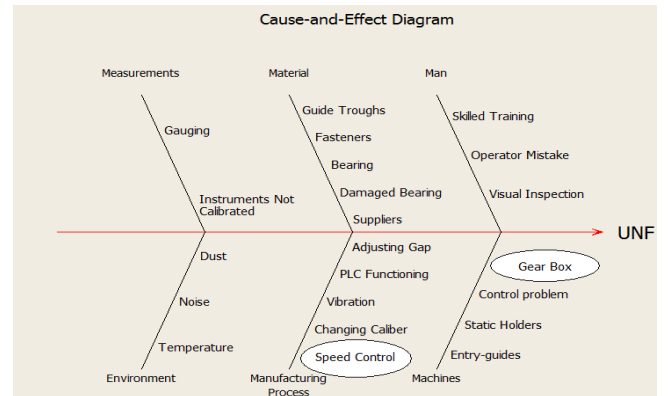 Cause-and-Effect Diagram
Measurements
Material
Man
Gauging
Instruments Not
Calibrated
Guide Troughs
Fasteners
Bearing
Damaged Bearing
Suppliers
Skilled Training
Operator Mistake
Visual Inspection
UNF
Dust
Noise
Temperature
Environment
Adjusting Gap
PLC Functioning
Vibration
Changing Caliber
Speed Control
Manufacturing
Process
Gear Box
Control problem
Static Holders
Entry-guides
Machines